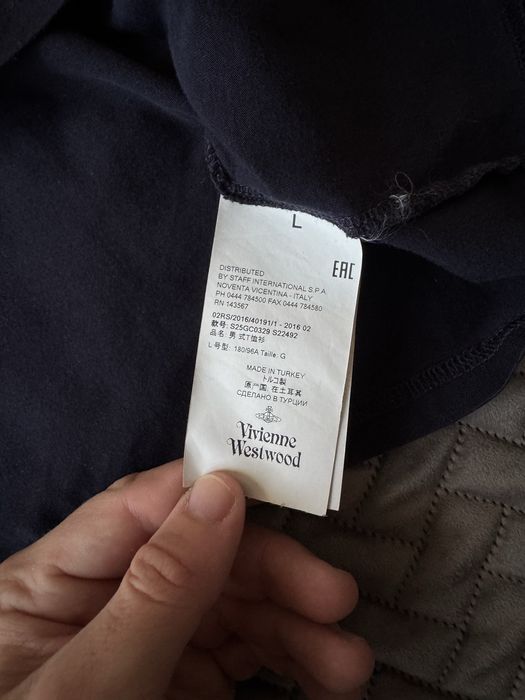 L
EAC
DISTRIBUTED
BY STAFF INTERNATIONAL S.P.A
NOVENTA VICENTINA - ITALY
PH 0444 784500 FAX 0444 784580
RN 143567
02RS/2016/40191/1 - 2016 02
款号: S25GC0329 S22492
品名: 男式T恤衫
L 号型: 180/96A Taille: G
MADE IN TURKEY
トルコ製
原产国: 在土耳其
СДЕЛАНО В ТУРЦИИ
Vivienne
Westwood